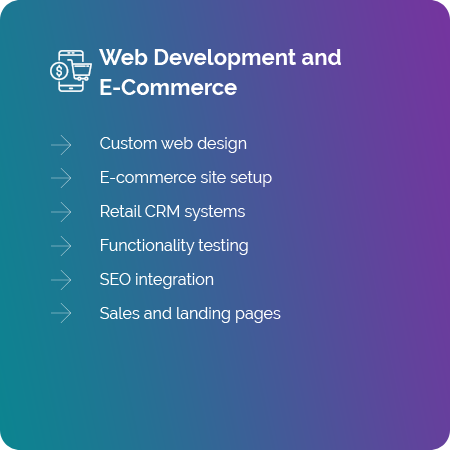 Web Development and
E-Commerce
Custom web design
E-commerce site setup
Retail CRM systems
Functionality testing
SEO integration
Sales and landing pages